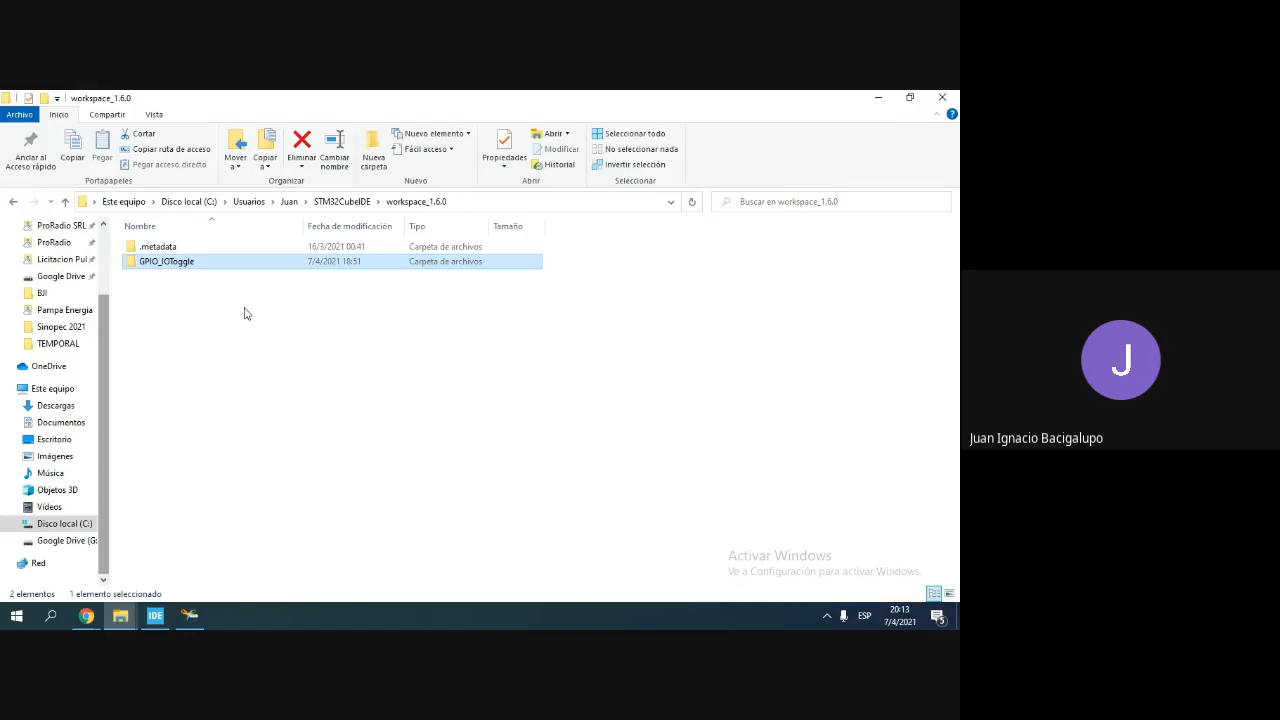 workspace_1.6.0
Archivo Inicio Compartir Vista
Anclar al Acceso rápido
Copiar
Pegar
Cortar
Copiar ruta de acceso
Pegar acceso directo
Portapapeles
Mover a
Copiar a
Eliminar
Cambiar nombre
Organizar
Nueva carpeta
Nuevo elemento
Fácil acceso
Nuevo
Propiedades
Abrir
Modificar
Historial
Abrir
Seleccionar todo
No seleccionar nada
Invertir selección
Seleccionar
Este equipo > Disco local (C:) > Usuarios > Juan > STM32CubeIDE > workspace_1.6.0
Buscar en workspace_1.6.0
Nombre Fecha de modificación Tipo Tamaño
.metadata 16/3/2021 00:41 Carpeta de archivos
GPIO_IOToggle 7/4/2021 18:51 Carpeta de archivos
ProRadio SRL
ProRadio
Licitacion Pul
Google Drive
BJI
Pampa Energia
Sinopec 2021
TEMPORAL
OneDrive
Este equipo
Descargas
Documentos
Escritorio
Imágenes
Música
Objetos 3D
Vídeos
Disco local (C:)
Google Drive (G:
Red
Activar Windows
Ve a Configuración para activar Windows.
2 elementos 1 elemento seleccionado
IDE
ESP
20:13
7/4/2021
5
J
Juan Ignacio Bacigalupo